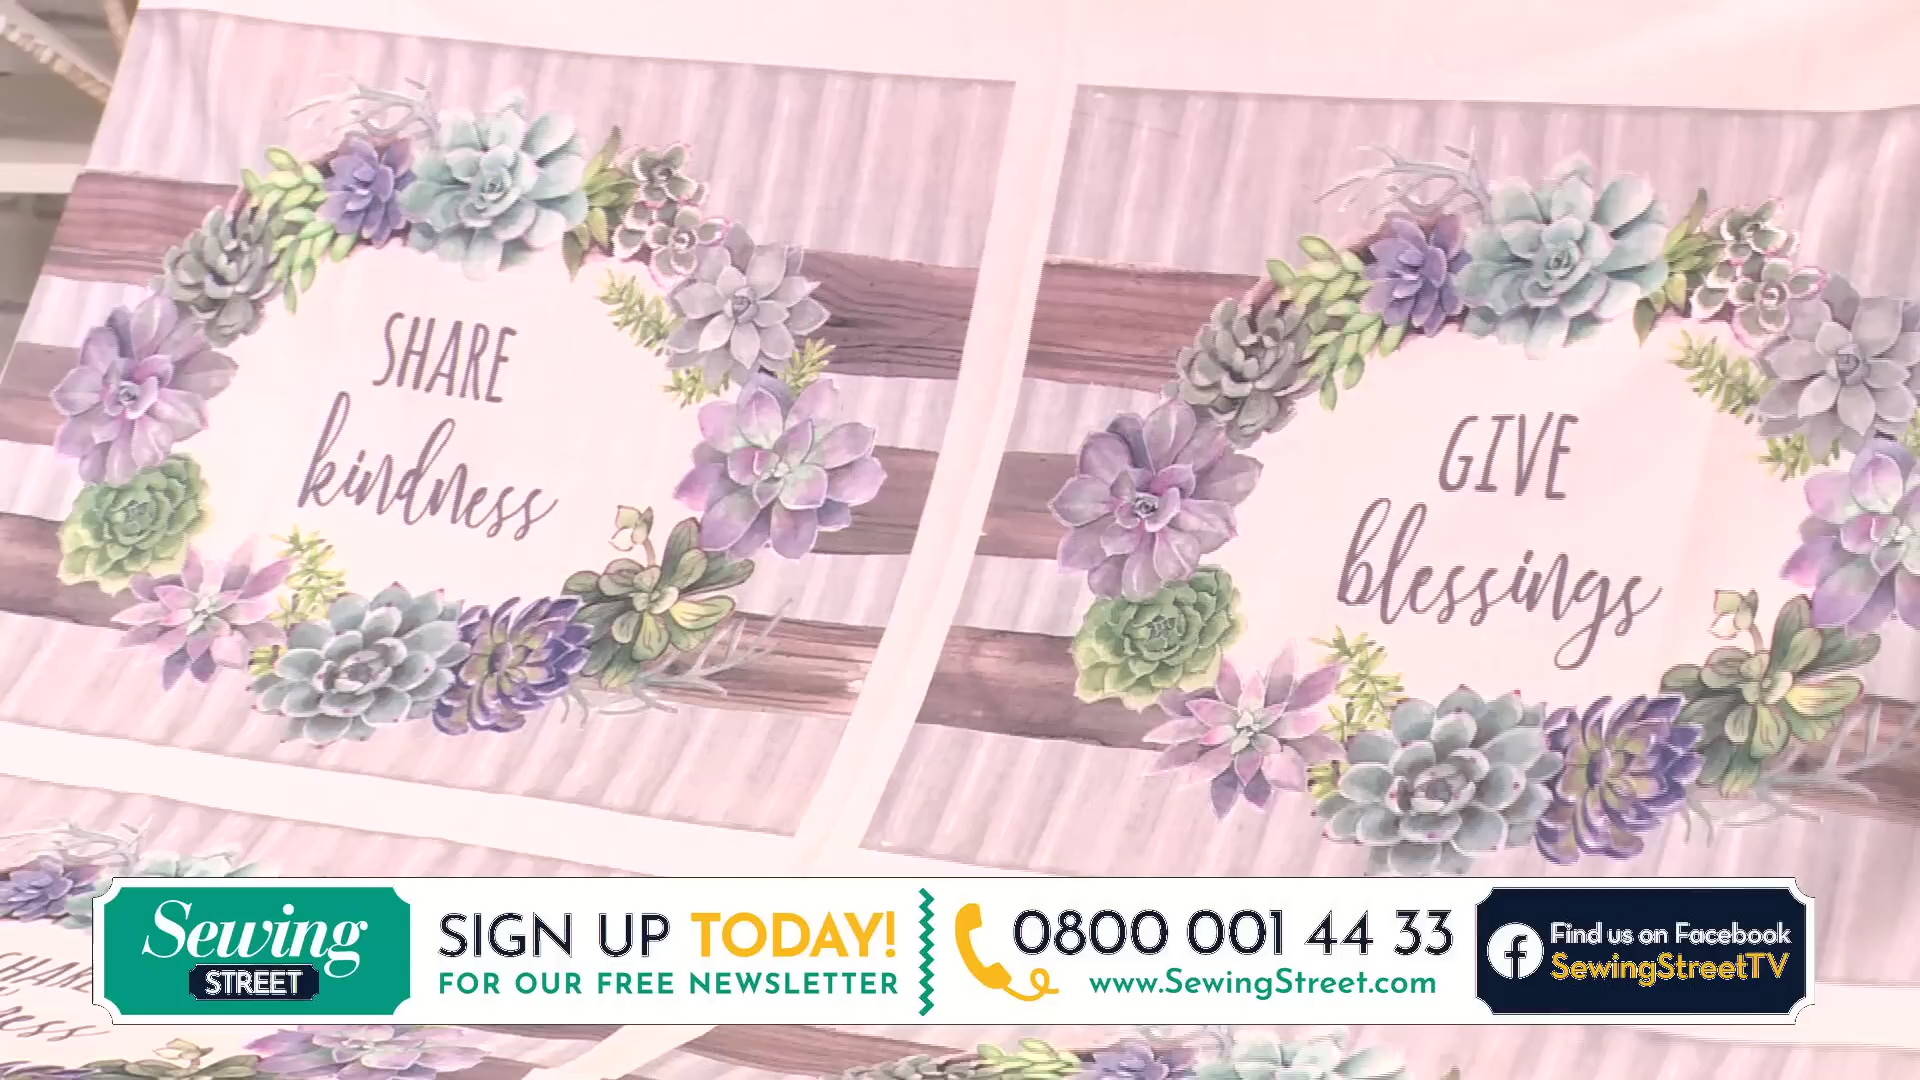 SHARE
kindness
GIVE
blessings
SHARE
Sewing
STREET
SIGN UP TODAY!
FOR OUR FREE NEWSLETTER
0800 001 44 33
www.SewingStreet.com
Find us on Facebook
SewingStreetTV